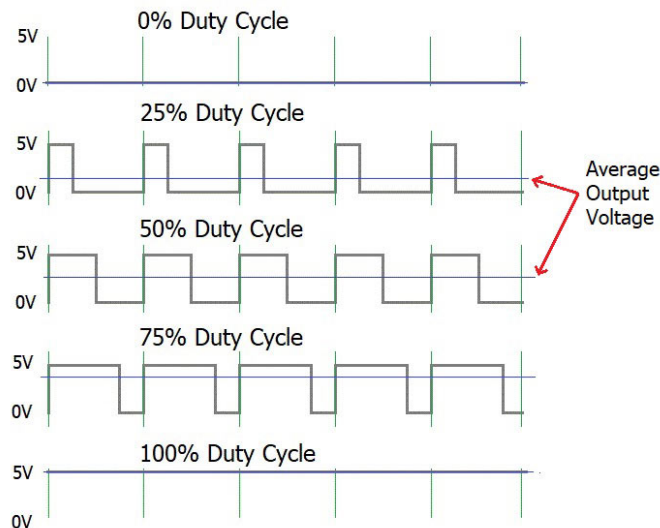 0% Duty Cycle
5V
0V
25% Duty Cycle
5V
0V
Average
Output
Voltage
50% Duty Cycle
5V
0V
75% Duty Cycle
5V
0V
100% Duty Cycle
5V
0V